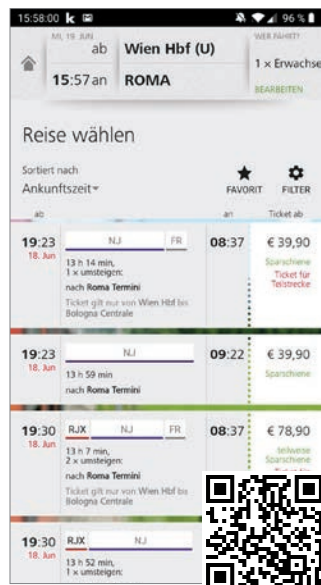 15:58:00 k 96 %
MI, 19. JUN
ab Wien Hbf (U)
WER FÄHRT?
1 × Erwachse
15:57 an ROMA
BEARBEITEN
Reise wählen
Sortiert nach
Ankunftszeit
FAVORIT FILTER
ab an Ticket ab
19:23 NJ FR 08:37 € 39,90
18. Jun
13 h 14 min,
1 × umsteigen:
Sparschiene
Ticket für
Teilstrecke
nach Roma Termini
Ticket gilt nur von Wien Hbf bis
Bologna Centrale
19:23 NJ 09:22 € 39,90
18. Jun
13 h 59 min
Sparschiene
nach Roma Termini
19:30 RJX NJ FR 08:37 € 78,90
18. Jun
13 h 7 min,
2 × umsteigen:
teilweise
Sparschiene
nach Roma Termini
Ticket gilt nur von Wien Hbf bis
Bologna Centrale
19:30 RJX NJ
18. Jun
13 h 52 min,
1 × umsteigen: